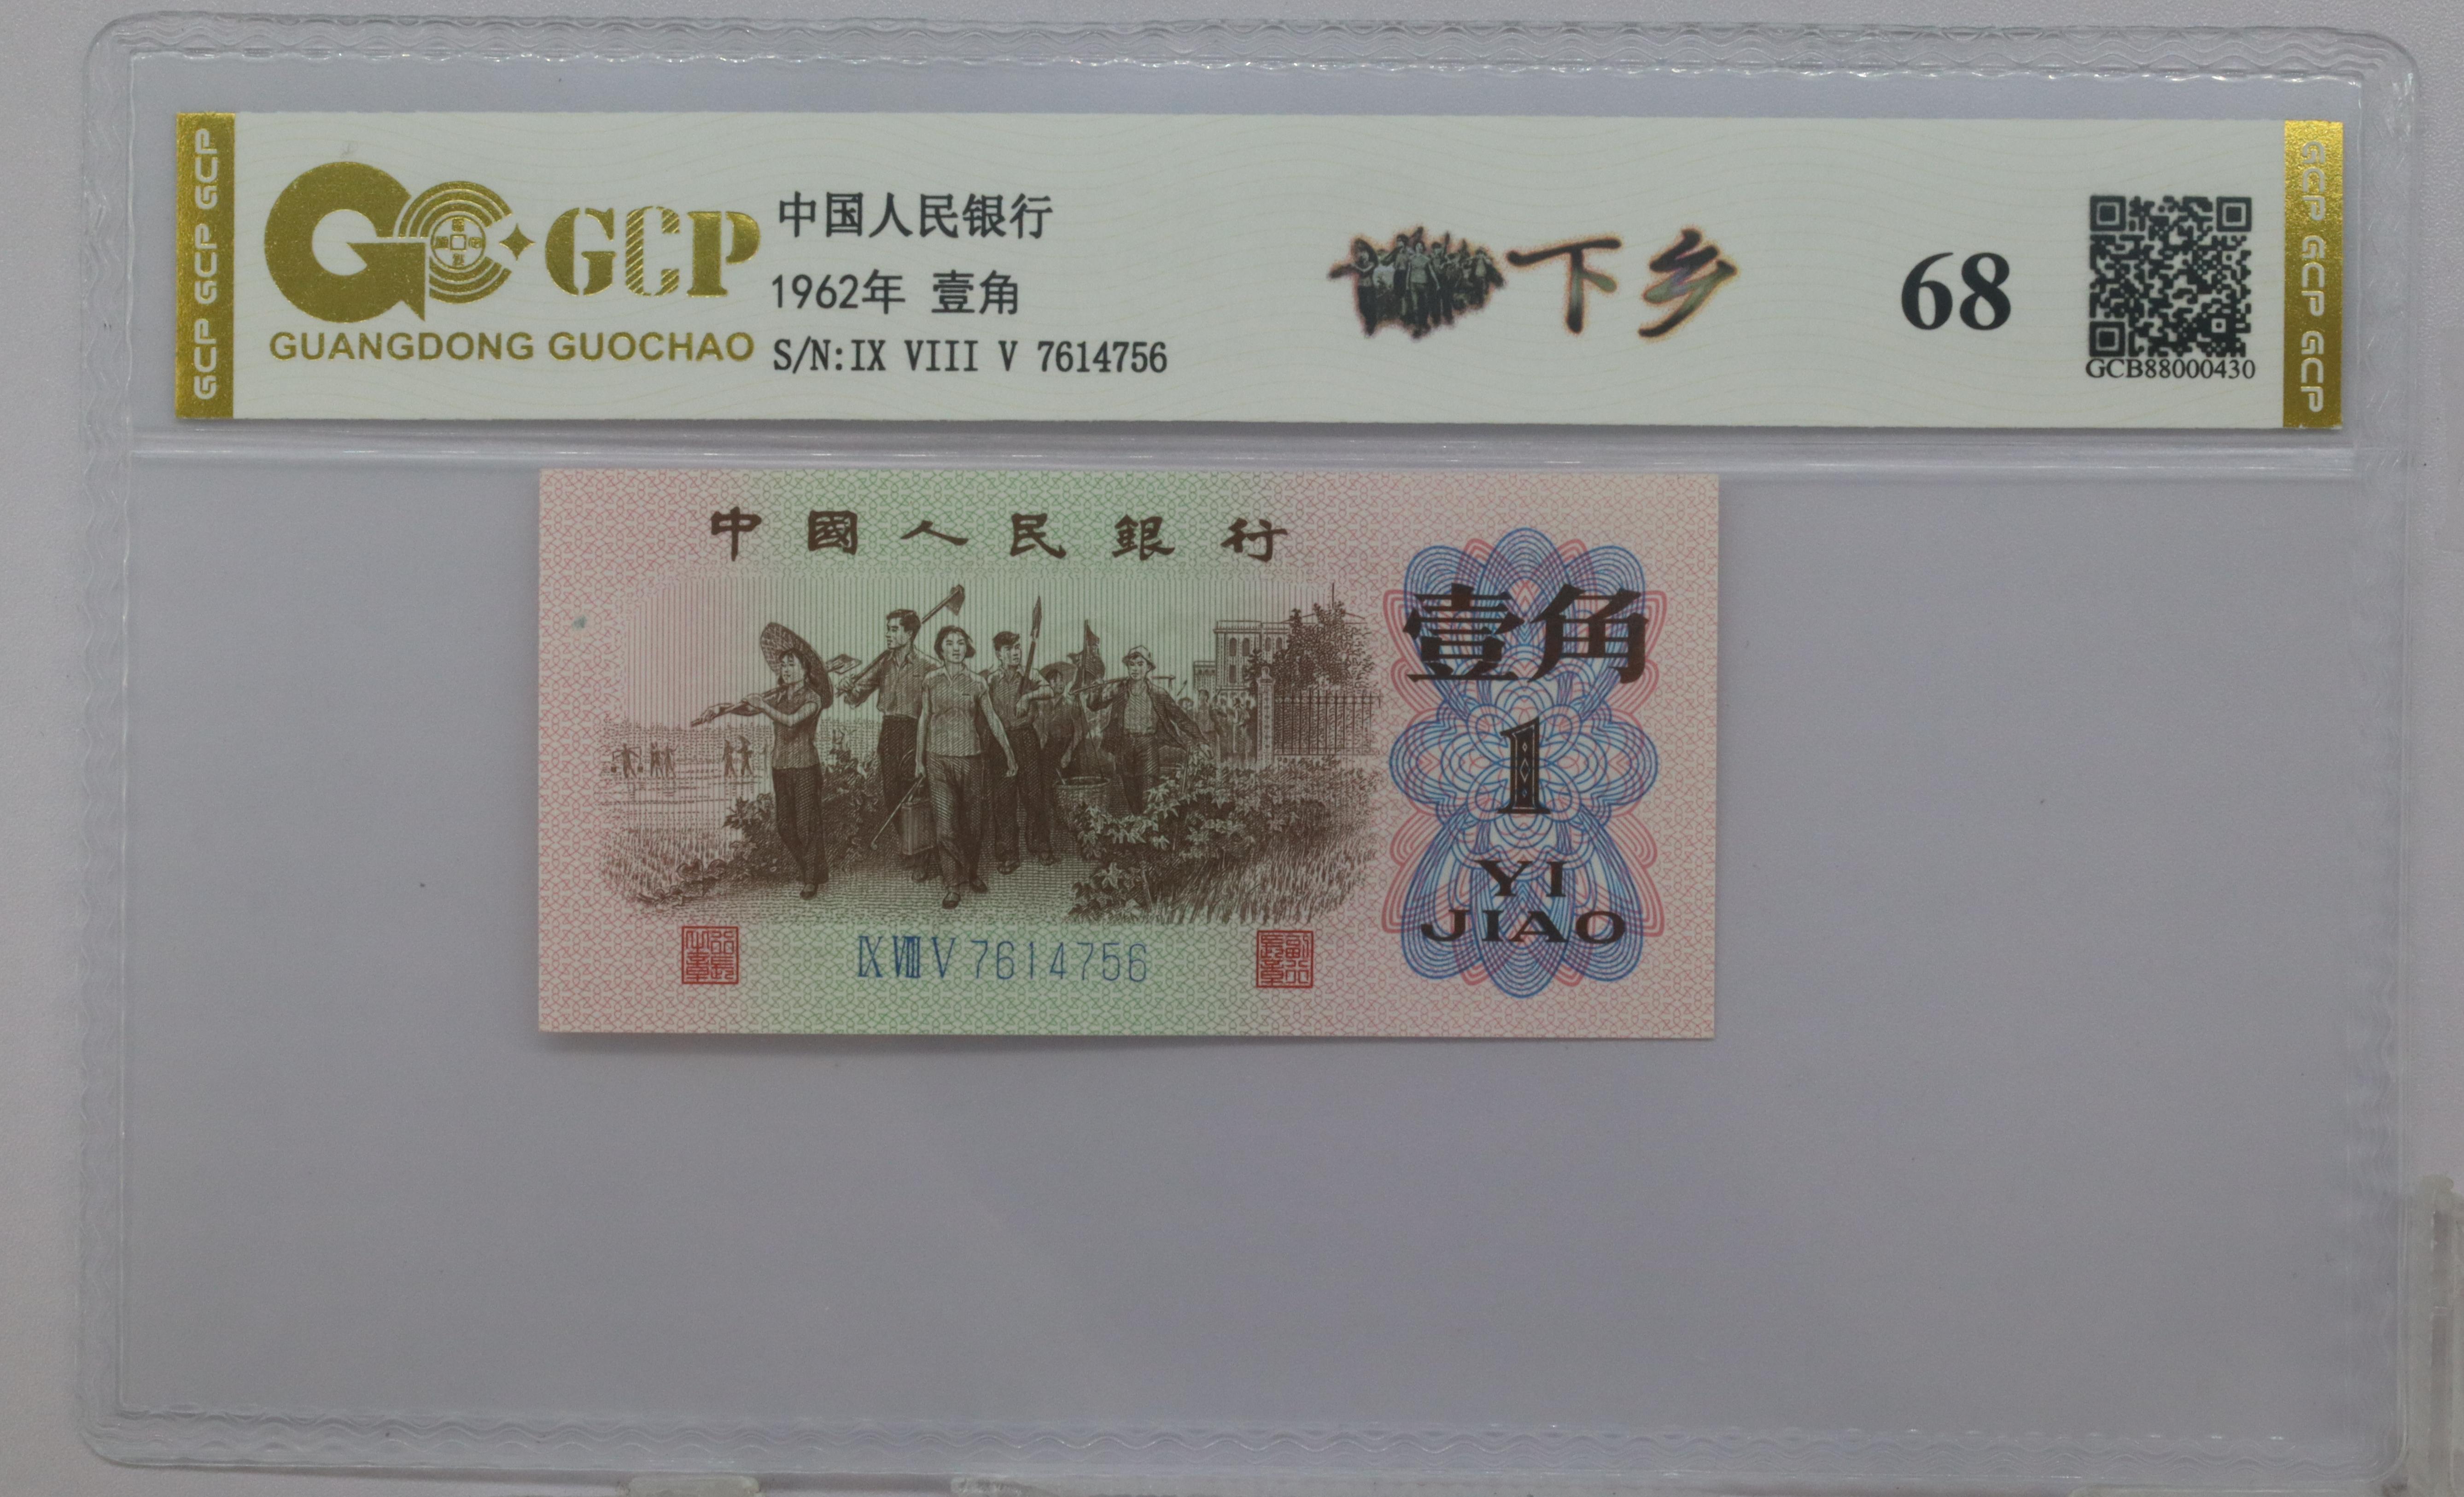 GCP GCP GCP
GCP
GUANGDONG GUOCHAO
中国人民银行
1962年 壹角
S/N:IX VIII V 7614756
下乡
68
GCB88000430
GCP GCP GCP
中國人民銀行
壹角
1
YI
JIAO
IX VIII V 7614756